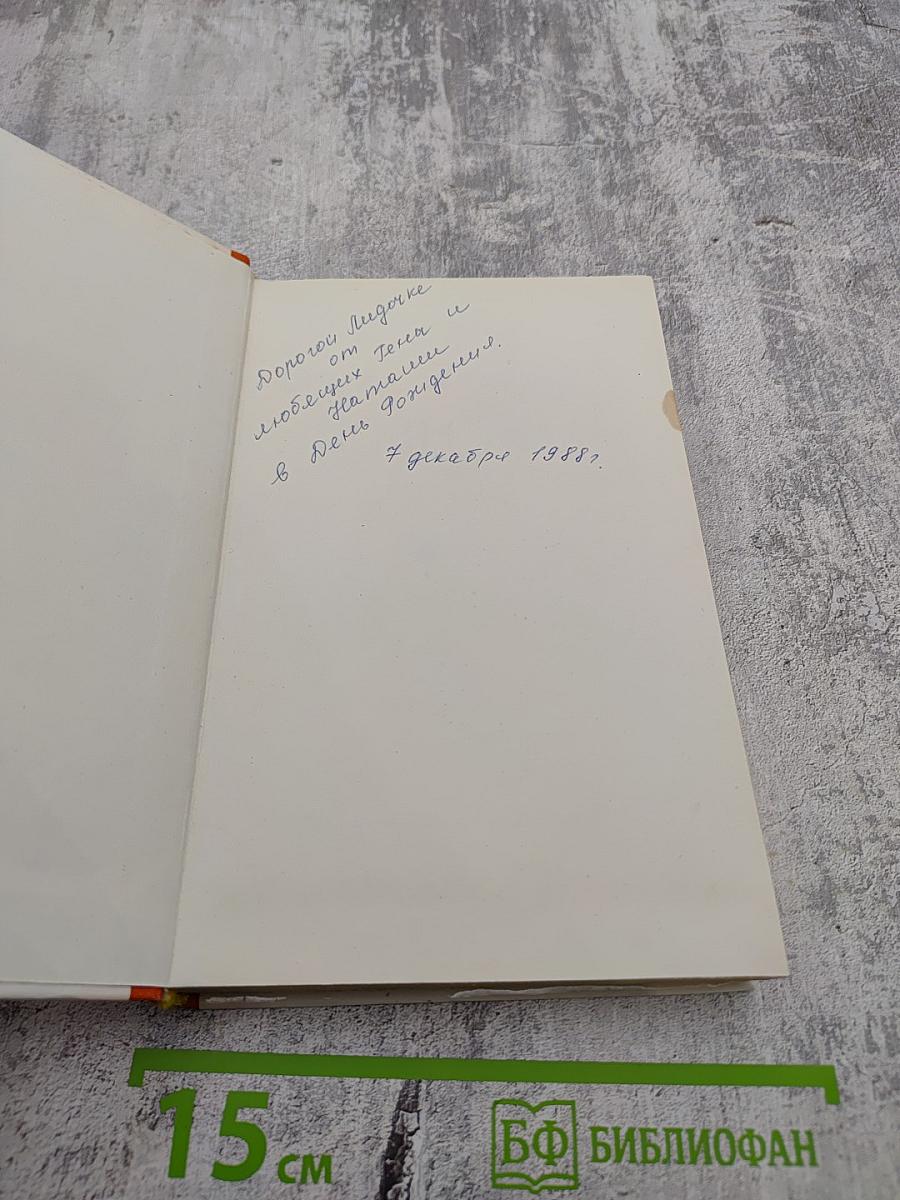 Дорогой Лидочке
от
любящих Гены и
Наташи
в День Рождения.
7 декабря 1988г.
15 см
БФ БИБЛИОФАН